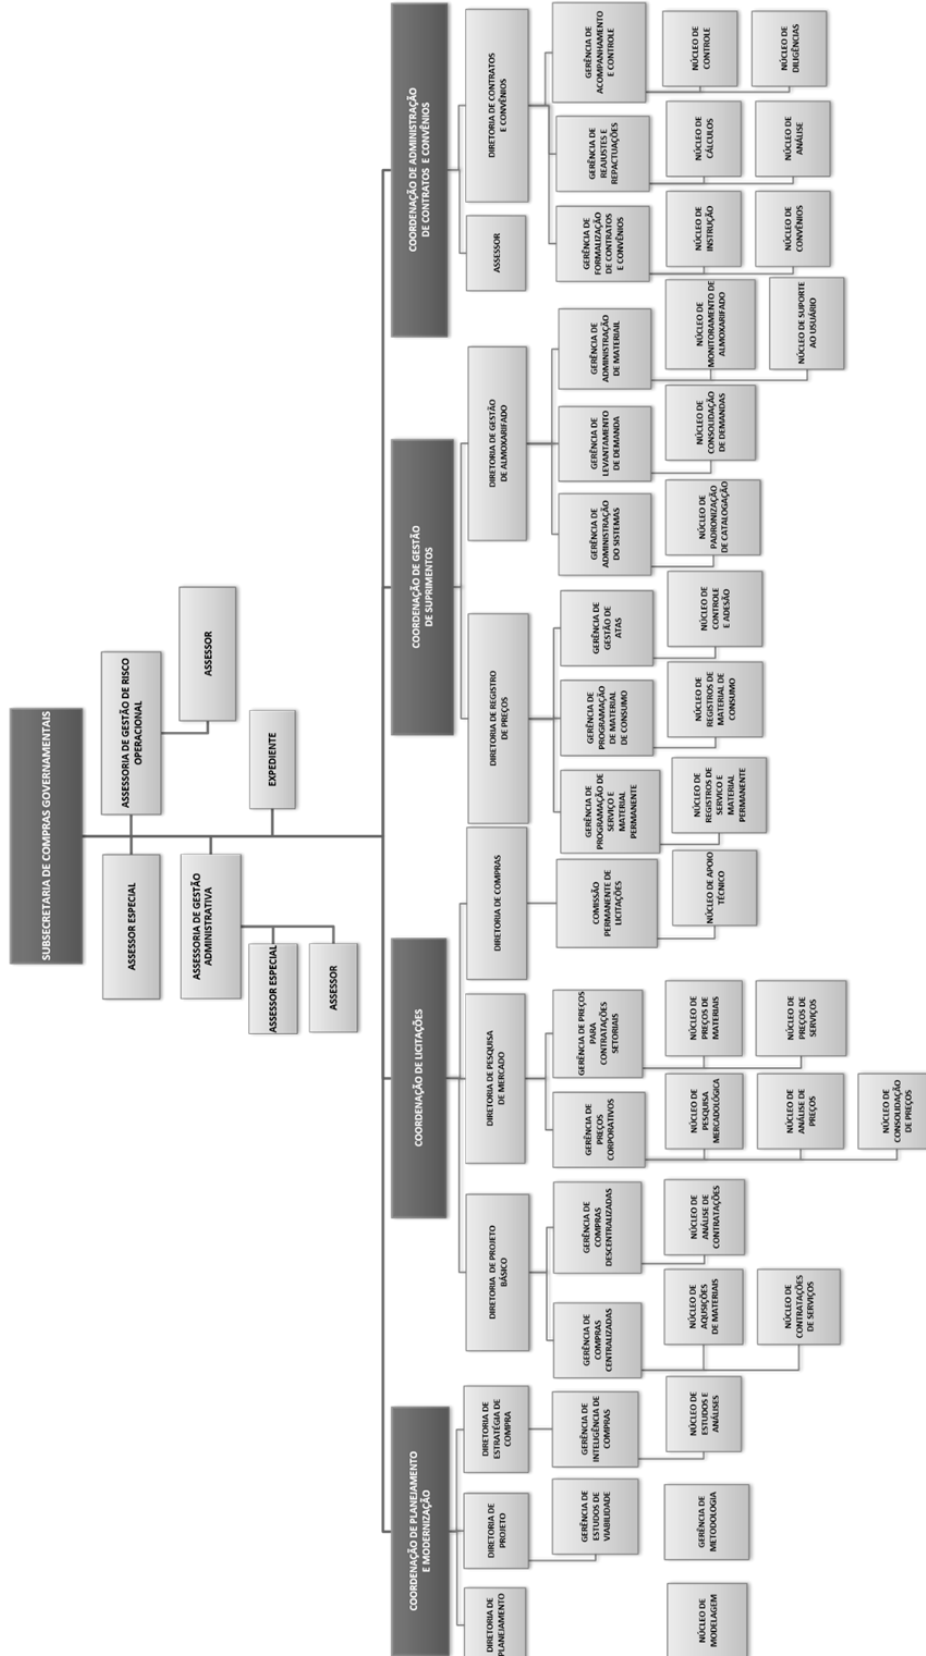 SUBSECRETARIA DE COMPRAS GOVERNAMENTAIS
ASSESSOR ESPECIAL
ASSESSORIA DE GESTÃO DE RISCO
OPERACIONAL
ASSESSOR
ASSESSORIA DE GESTÃO
ADMINISTRATIVA
ASSESSOR ESPECIAL
ASSESSOR
EXPEDIENTE
COORDENAÇÃO DE PLANEJAMENTO
E MODERNIZAÇÃO
COORDENAÇÃO DE LICITAÇÕES
COORDENAÇÃO DE GESTÃO
DE SUPRIMENTOS
COORDENAÇÃO DE ADMINISTRAÇÃO
DE CONTRATOS E CONVÊNIOS
DIRETORIA DE
PLANEJAMENTO
DIRETORIA DE
PROJETO
DIRETORIA DE
ESTRATÉGIA DE
COMPRA
DIRETORIA DE PROJETO
BÁSICO
DIRETORIA DE PESQUISA
DE MERCADO
DIRETORIA DE COMPRAS
DIRETORIA DE REGISTRO
DE PREÇOS
DIRETORIA DE GESTÃO
DE ALMOXARIFADO
ASSESSOR
DIRETORIA DE CONTRATOS
E CONVÊNIOS
GERÊNCIA DE
ESTUDOS DE
VIABILIDADE
GERÊNCIA DE
INTELIGÊNCIA DE
COMPRAS
GERÊNCIA DE
COMPRAS
CENTRALIZADAS
GERÊNCIA DE
COMPRAS
DESCENTRALIZADAS
GERÊNCIA DE
PREÇOS
CORPORATIVOS
GERÊNCIA DE PREÇOS
PARA
CONTRATAÇÕES
SETORIAIS
COMISSÃO
PERMANENTE DE
LICITAÇÕES
GERÊNCIA DE
PROGRAMAÇÃO DE
SERVIÇO E
MATERIAL
PERMANENTE
GERÊNCIA DE
PROGRAMAÇÃO
DE MATERIAL
DE CONSUMO
GERÊNCIA DE
GESTÃO DE
ATAS
GERÊNCIA DE
ADMINISTRAÇÃO
DO SISTEMAS
GERÊNCIA DE
LEVANTAMENTO
DE DEMANDA
GERÊNCIA DE
ADMINISTRAÇÃO
DE MATERIAIL
GERÊNCIA DE
FORMALIZAÇÃO
DE CONTRATOS
E CONVÊNIOS
GERÊNCIA DE
REAJUSTES E
REPACTUAÇÕES
GERÊNCIA DE
ACOMPANHAMENTO
E CONTROLE
NÚCLEO DE
MODELAGEM
GERÊNCIA DE
METODOLOGIA
NÚCLEO DE
ESTUDOS E
ANÁLISES
NÚCLEO DE
AQUSIÇÕES
DE MATERIAIS
NÚCLEO DE
ANÁLISE DE
CONTRATAÇÕES
NÚCLEO DE
PESQUISA
MERCADOLÓGICA
NÚCLEO DE
PREÇOS DE
MATERIAIS
NÚCLEO DE APOIO
TÉCNICO
NÚCLEO DE
REGISTROS DE
SERVICO E
MATERIAL
PERMANENTE
NÚCLEO DE
REGISTROS DE
MATERIAL DE
CONSUMO
NÚCLEO DE
CONTROLE
E ADESÃO
NÚCLEO DE
PADRONIZAÇÃO
DE CATALOGAÇÃO
NÚCLEO DE
CONSOLIDAÇÃO
DE DEMANDAS
NÚCLEO DE
MONITORAMENTO DE
ALMOXARIFADO
NÚCLEO DE
INSTRUÇÃO
NÚCLEO DE
CÁLCULOS
NÚCLEO DE
CONTROLE
NÚCLEO DE
CONTRATAÇÕES
DE SERVIÇOS
NÚCLEO DE
ANÁLISE DE
PREÇOS
NÚCLEO DE
PREÇOS DE
SERVIÇOS
NÚCLEO DE SUPORTE
AO USUÁRIO
NÚCLEO DE
CONVÊNIOS
NÚCLEO DE
ANÁLISE
NÚCLEO DE
DILIGÊNCIAS
NÚCLEO DE
CONSOLIDAÇÃO
DE PREÇOS